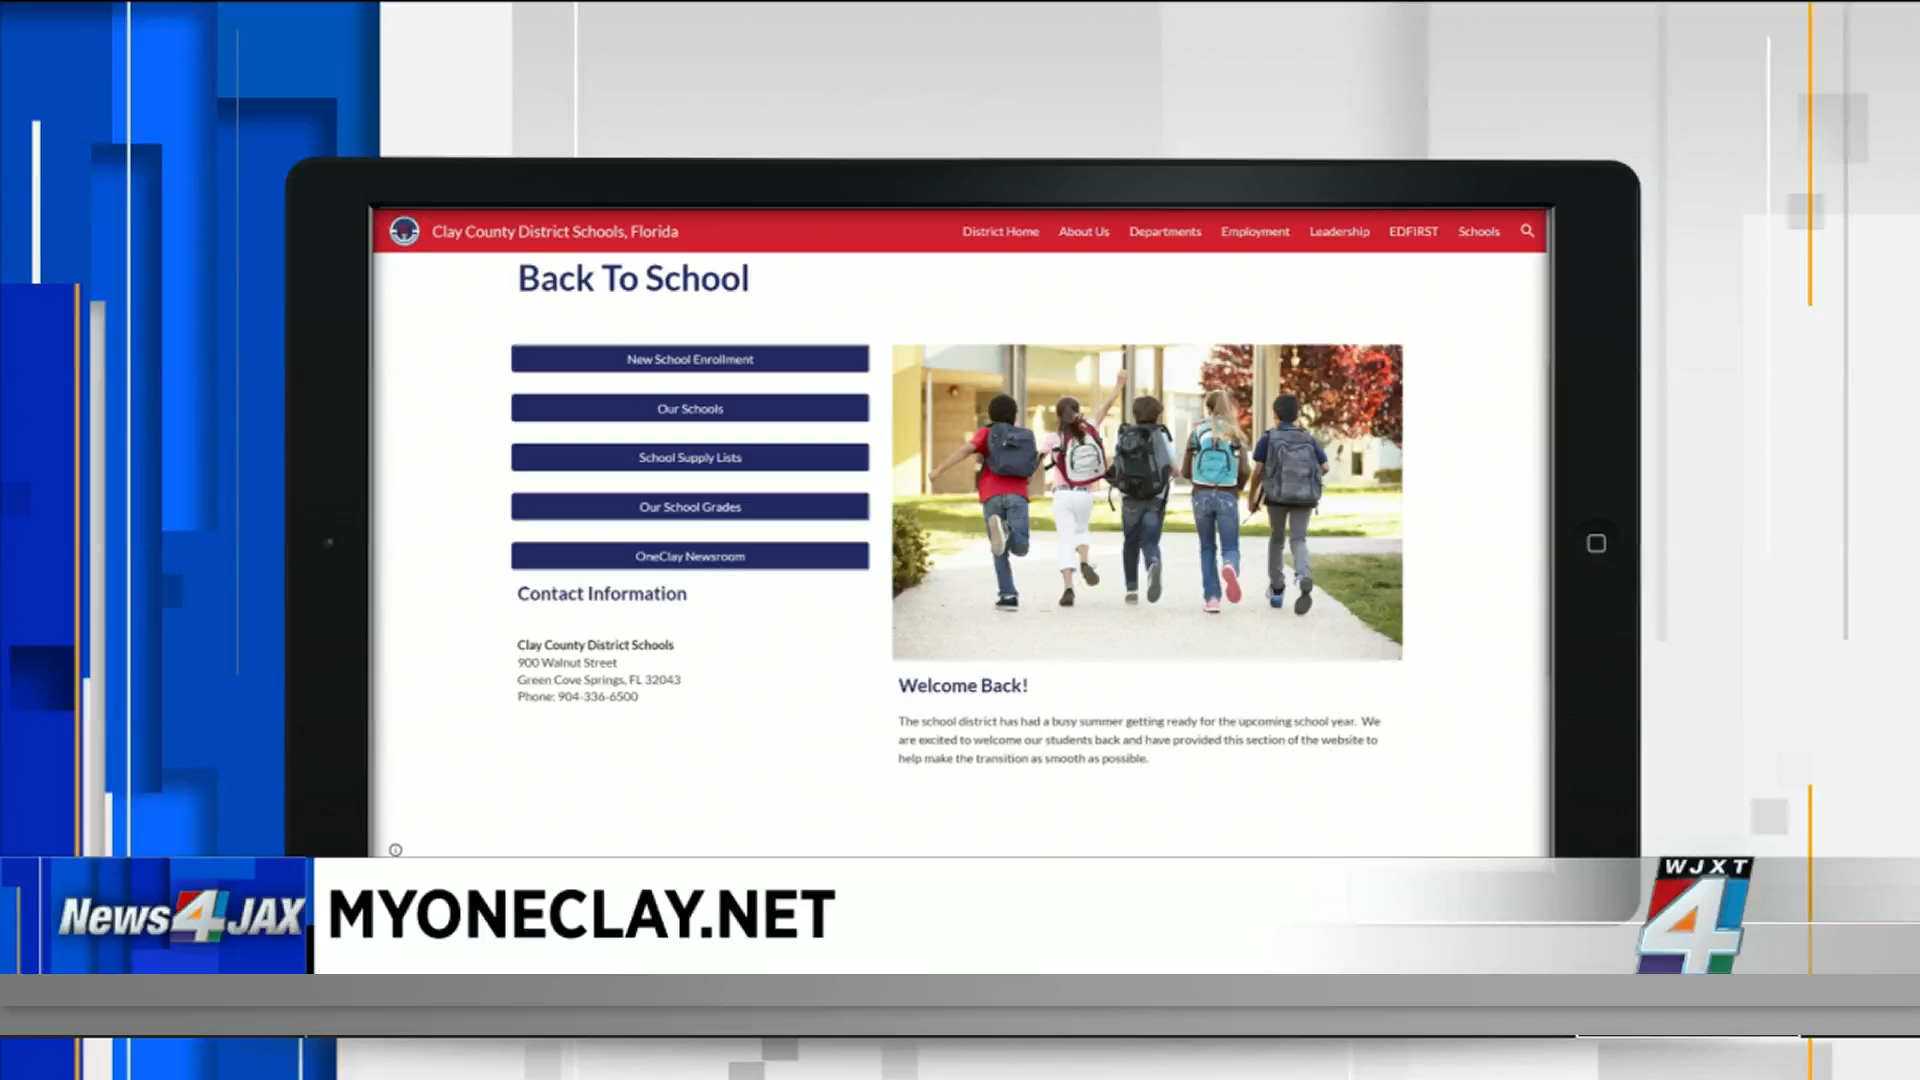 Clay County District Schools, Florida
District Home About Us Departments Employment Leadership EDFIRST Schools
Back To School
New School Enrollment
Our Schools
School Supply Lists
Our School Grades
OneClay Newsroom
Contact Information
Clay County District Schools
900 Walnut Street
Green Cove Springs, FL 32043
Phone: 904-336-6500
Welcome Back!
The school district has had a busy summer getting ready for the upcoming school year. We
are excited to welcome our students back and have provided this section of the website to
help make the transition as smooth as possible.
News4JAX
MYONECLAY.NET
WJXT
4